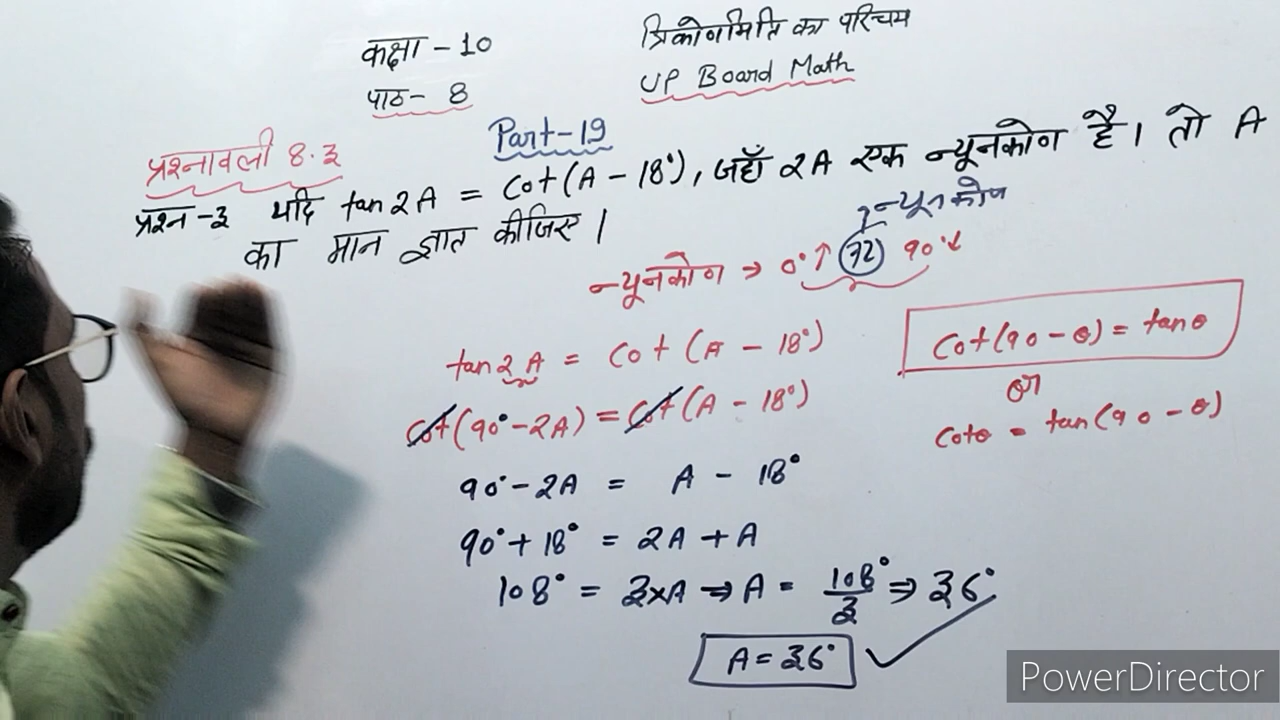 कक्षा - 10
पाठ - 8
त्रिकोणमिति का परिचय
UP Board Math
Part-19
प्रश्नावली 8.3
प्रश्न -3 यदि tan 2A = Cot (A - 18°), जहाँ 2A एक न्यूनकोण है। तो A
का मान ज्ञात कीजिए।
न्यूनकोण
न्यूनकोण ⇒ 0°↑ 72 90°↓
tan 2A = Cot (A - 18°)
Cot (90° - 2A) = Cot (A - 18°)
90° - 2A = A - 18°
90° + 18° = 2A + A
108° = 3×A ⇒ A = 108°/3 ⇒ 36°
A = 36° ✓
Cot (90 - θ) = tanθ
or
Cotθ = tan (90 - θ)
PowerDirector